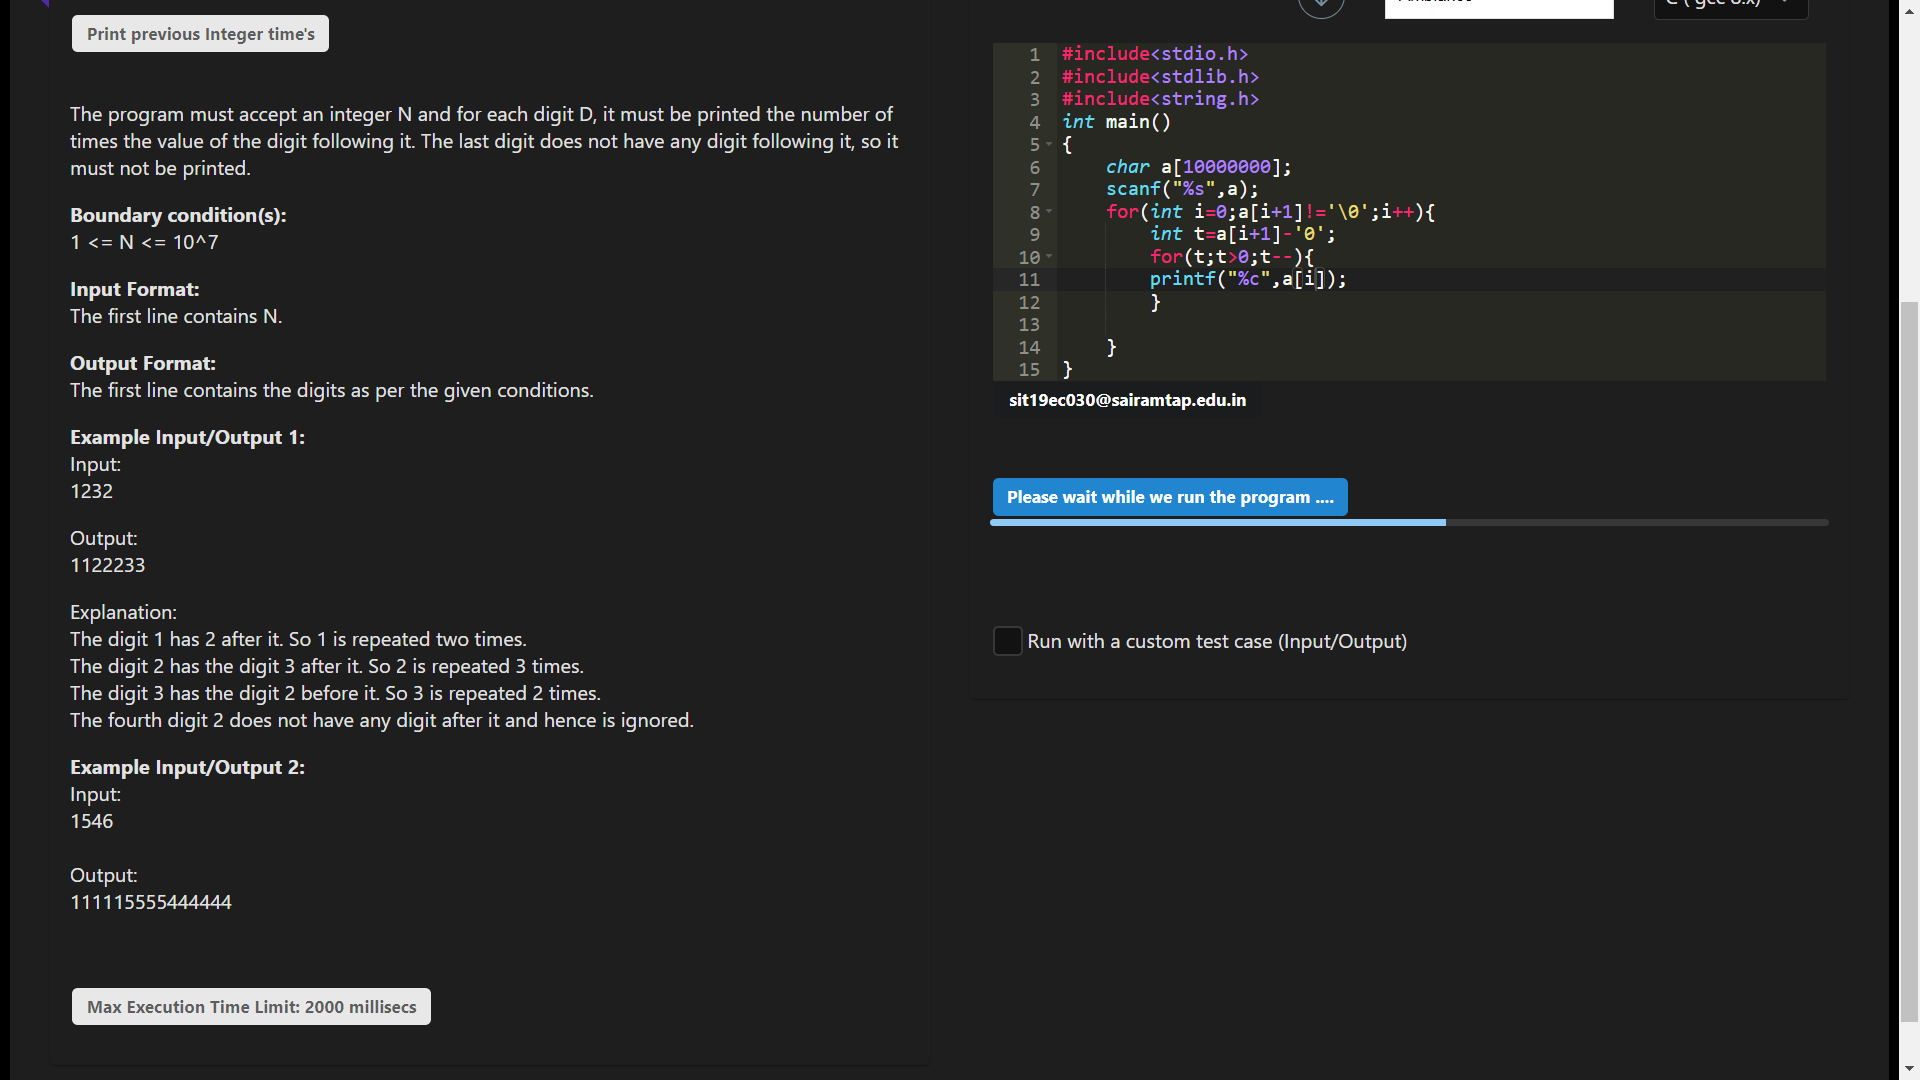 Print previous Integer time's
The program must accept an integer N and for each digit D, it must be printed the number of
times the value of the digit following it. The last digit does not have any digit following it, so it
must not be printed.
Boundary condition(s):
1 <= N <= 10^7
Input Format:
The first line contains N.
Output Format:
The first line contains the digits as per the given conditions.
Example Input/Output 1:
Input:
1232
Output:
1122233
Explanation:
The digit 1 has 2 after it. So 1 is repeated two times.
The digit 2 has the digit 3 after it. So 2 is repeated 3 times.
The digit 3 has the digit 2 before it. So 3 is repeated 2 times.
The fourth digit 2 does not have any digit after it and hence is ignored.
Example Input/Output 2:
Input:
1546
Output:
111115555444444
Max Execution Time Limit: 2000 millisecs
1 #include<stdio.h>
2 #include<stdlib.h>
3 #include<string.h>
4 int main()
5 {
6 char a[10000000];
7 scanf("%s",a);
8 for(int i=0;a[i+1]!='\0';i++){
9 int t=a[i+1]-'0';
10 for(t;t>0;t--){
11 printf("%c",a[i]);
12 }
13
14 }
15 }
sit19ec030@sairamtap.edu.in
Please wait while we run the program ....
Run with a custom test case (Input/Output)